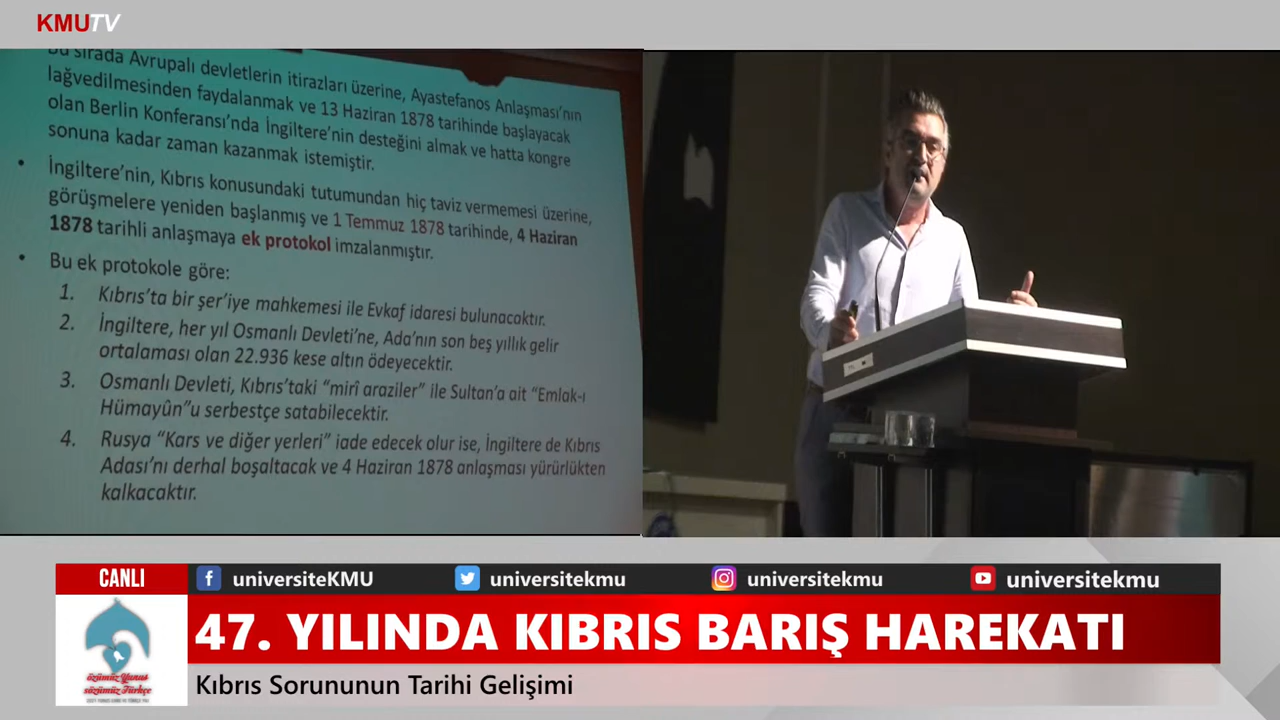 KMUTV
Bu sırada Avrupalı devletlerin itirazları üzerine, Ayastefanos Anlaşması'nın
lağvedilmesinden faydalanmak ve 13 Haziran 1878 tarihinde başlayacak
olan Berlin Konferansı'nda İngiltere'nin desteğini almak ve hatta kongre
sonuna kadar zaman kazanmak istemiştir.
• İngiltere'nin, Kıbrıs konusundaki tutumundan hiç taviz vermemesi üzerine,
görüşmelere yeniden başlanmış ve 1 Temmuz 1878 tarihinde, 4 Haziran
1878 tarihli anlaşmaya ek protokol imzalanmıştır.
• Bu ek protokole göre:
1. Kıbrıs'ta bir şer'iye mahkemesi ile Evkaf idaresi bulunacaktır.
2. İngiltere, her yıl Osmanlı Devleti'ne, Ada'nın son beş yıllık gelir
ortalaması olan 22.936 kese altın ödeyecektir.
3. Osmanlı Devleti, Kıbrıs'taki "mirî araziler" ile Sultan'a ait "Emlak-ı
Hümayûn"u serbestçe satabilecektir.
4. Rusya "Kars ve diğer yerleri" iade edecek olur ise, İngiltere de Kıbrıs
Adası'nı derhal boşaltacak ve 4 Haziran 1878 anlaşması yürürlükten
kalkacaktır.
CANLI
universiteKMU
universitekmu
universitekmu
universitekmu
47. YILINDA KIBRIS BARIŞ HAREKATI
Kıbrıs Sorununun Tarihi Gelişimi
özümüz Yunus
sözümüz Türkçe